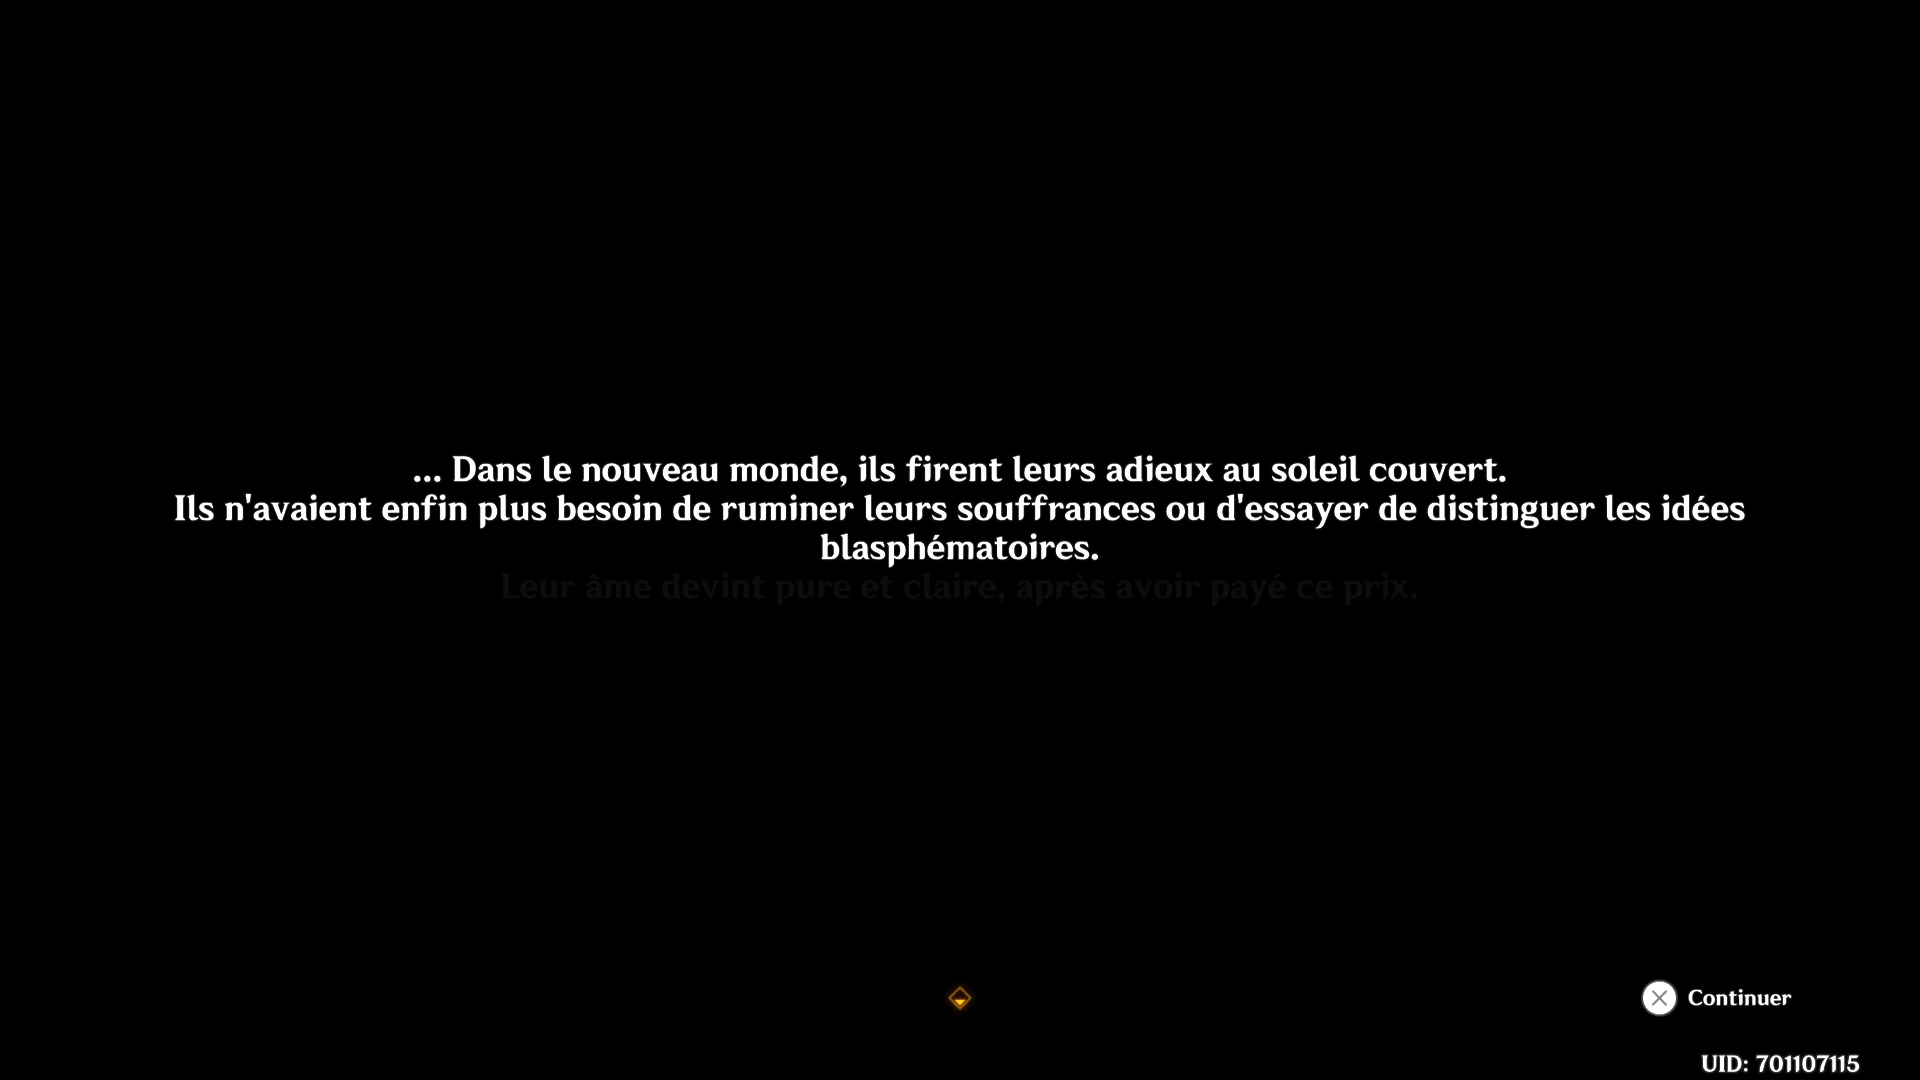 ... Dans le nouveau monde, ils firent leurs adieux au soleil couvert.
Ils n'avaient enfin plus besoin de ruminer leurs souffrances ou d'essayer de distinguer les idées
blasphématoires.
Leur âme devint pure et claire, après avoir payé ce prix.
Continuer
UID: 701107115